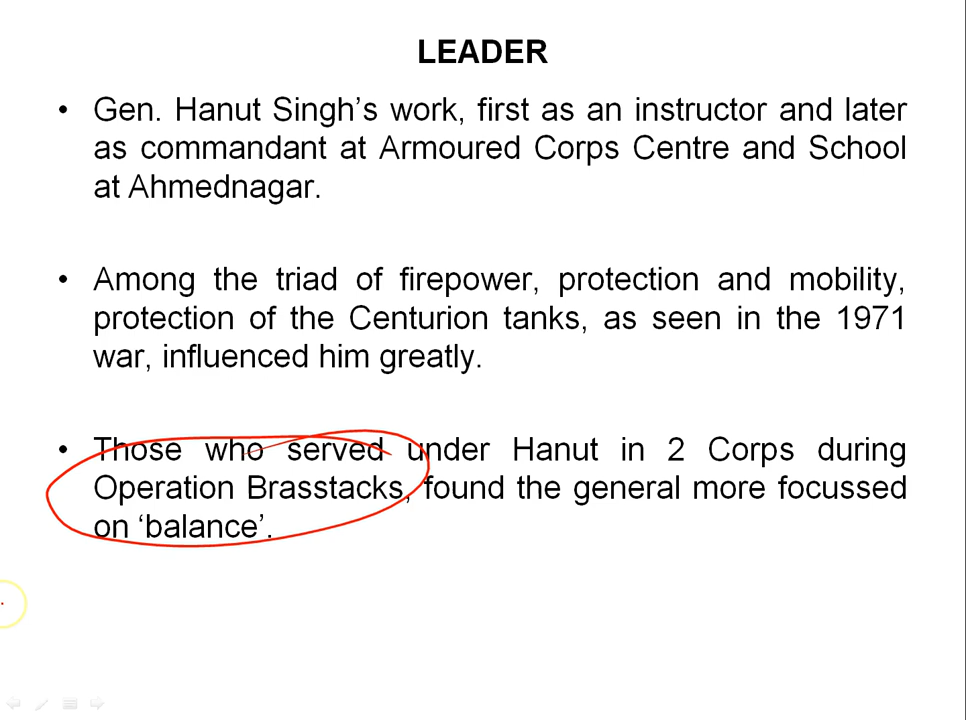 LEADER
• Gen. Hanut Singh's work, first as an instructor and later
as commandant at Armoured Corps Centre and School
at Ahmednagar.
• Among the triad of firepower, protection and mobility,
protection of the Centurion tanks, as seen in the 1971
war, influenced him greatly.
• Those who served under Hanut in 2 Corps during
Operation Brasstacks, found the general more focussed
on ‘balance’.